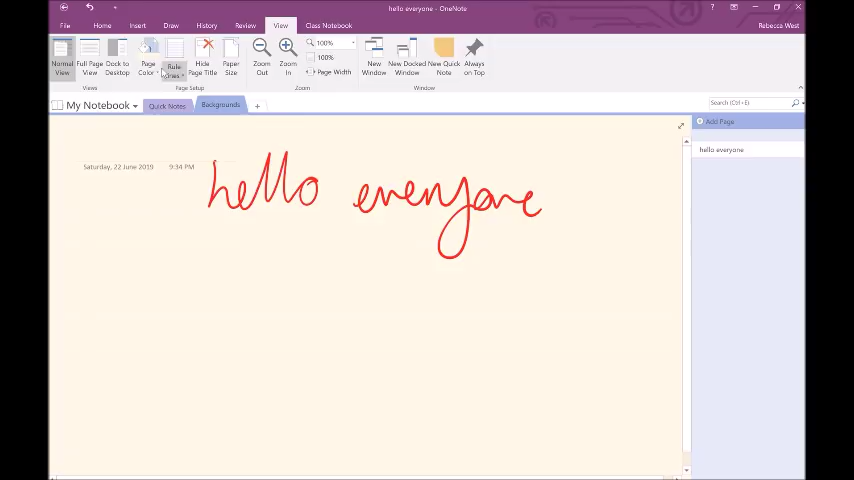 hello everyone - OneNote
? 
Rebecca West
File Home Insert Draw History Review View Class Notebook
Normal View
Full Page View
Dock to Desktop
Page Color
Rule Lines
Hide Page Title
Paper Size
Zoom Out
Zoom In
100%
100%
Page Width
New Window
New Docked Window
New Quick Note
Always on Top
Views
Page Setup
Zoom
Window
My Notebook
Quick Notes
Backgrounds
Search (Ctrl+E)
Add Page
hello everyone
Saturday, 22 June 2019 9:34 PM
hello everyone